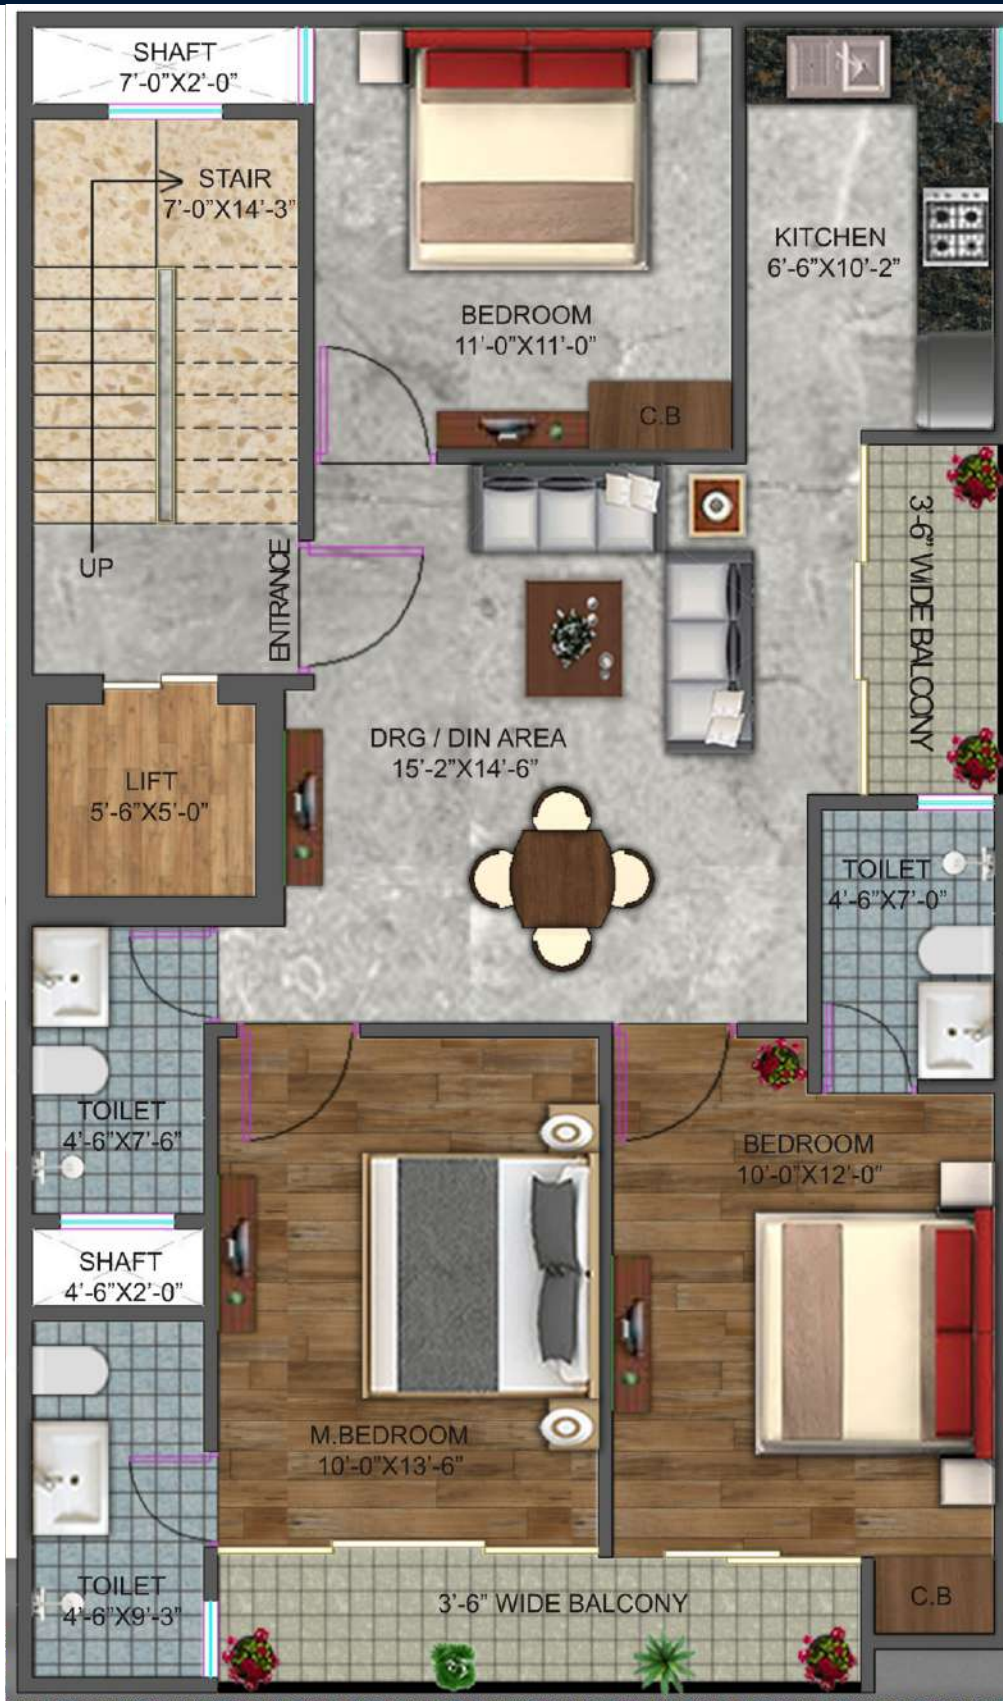 SHAFT
7'-0"X2'-0"
STAIR
7'-0"X14'-3"
UP
ENTRANCE
BEDROOM
11'-0"X11'-0"
C.B
KITCHEN
6'-6"X10'-2"
3'-6" WIDE BALCONY
DRG / DIN AREA
15'-2"X14'-6"
LIFT
5'-6"X5'-0"
TOILET
4'-6"X7'-0"
TOILET
4'-6"X7'-6"
BEDROOM
10'-0"X12'-0"
SHAFT
4'-6"X2'-0"
M.BEDROOM
10'-0"X13'-6"
TOILET
4'-6"X9'-3"
3'-6" WIDE BALCONY
C.B